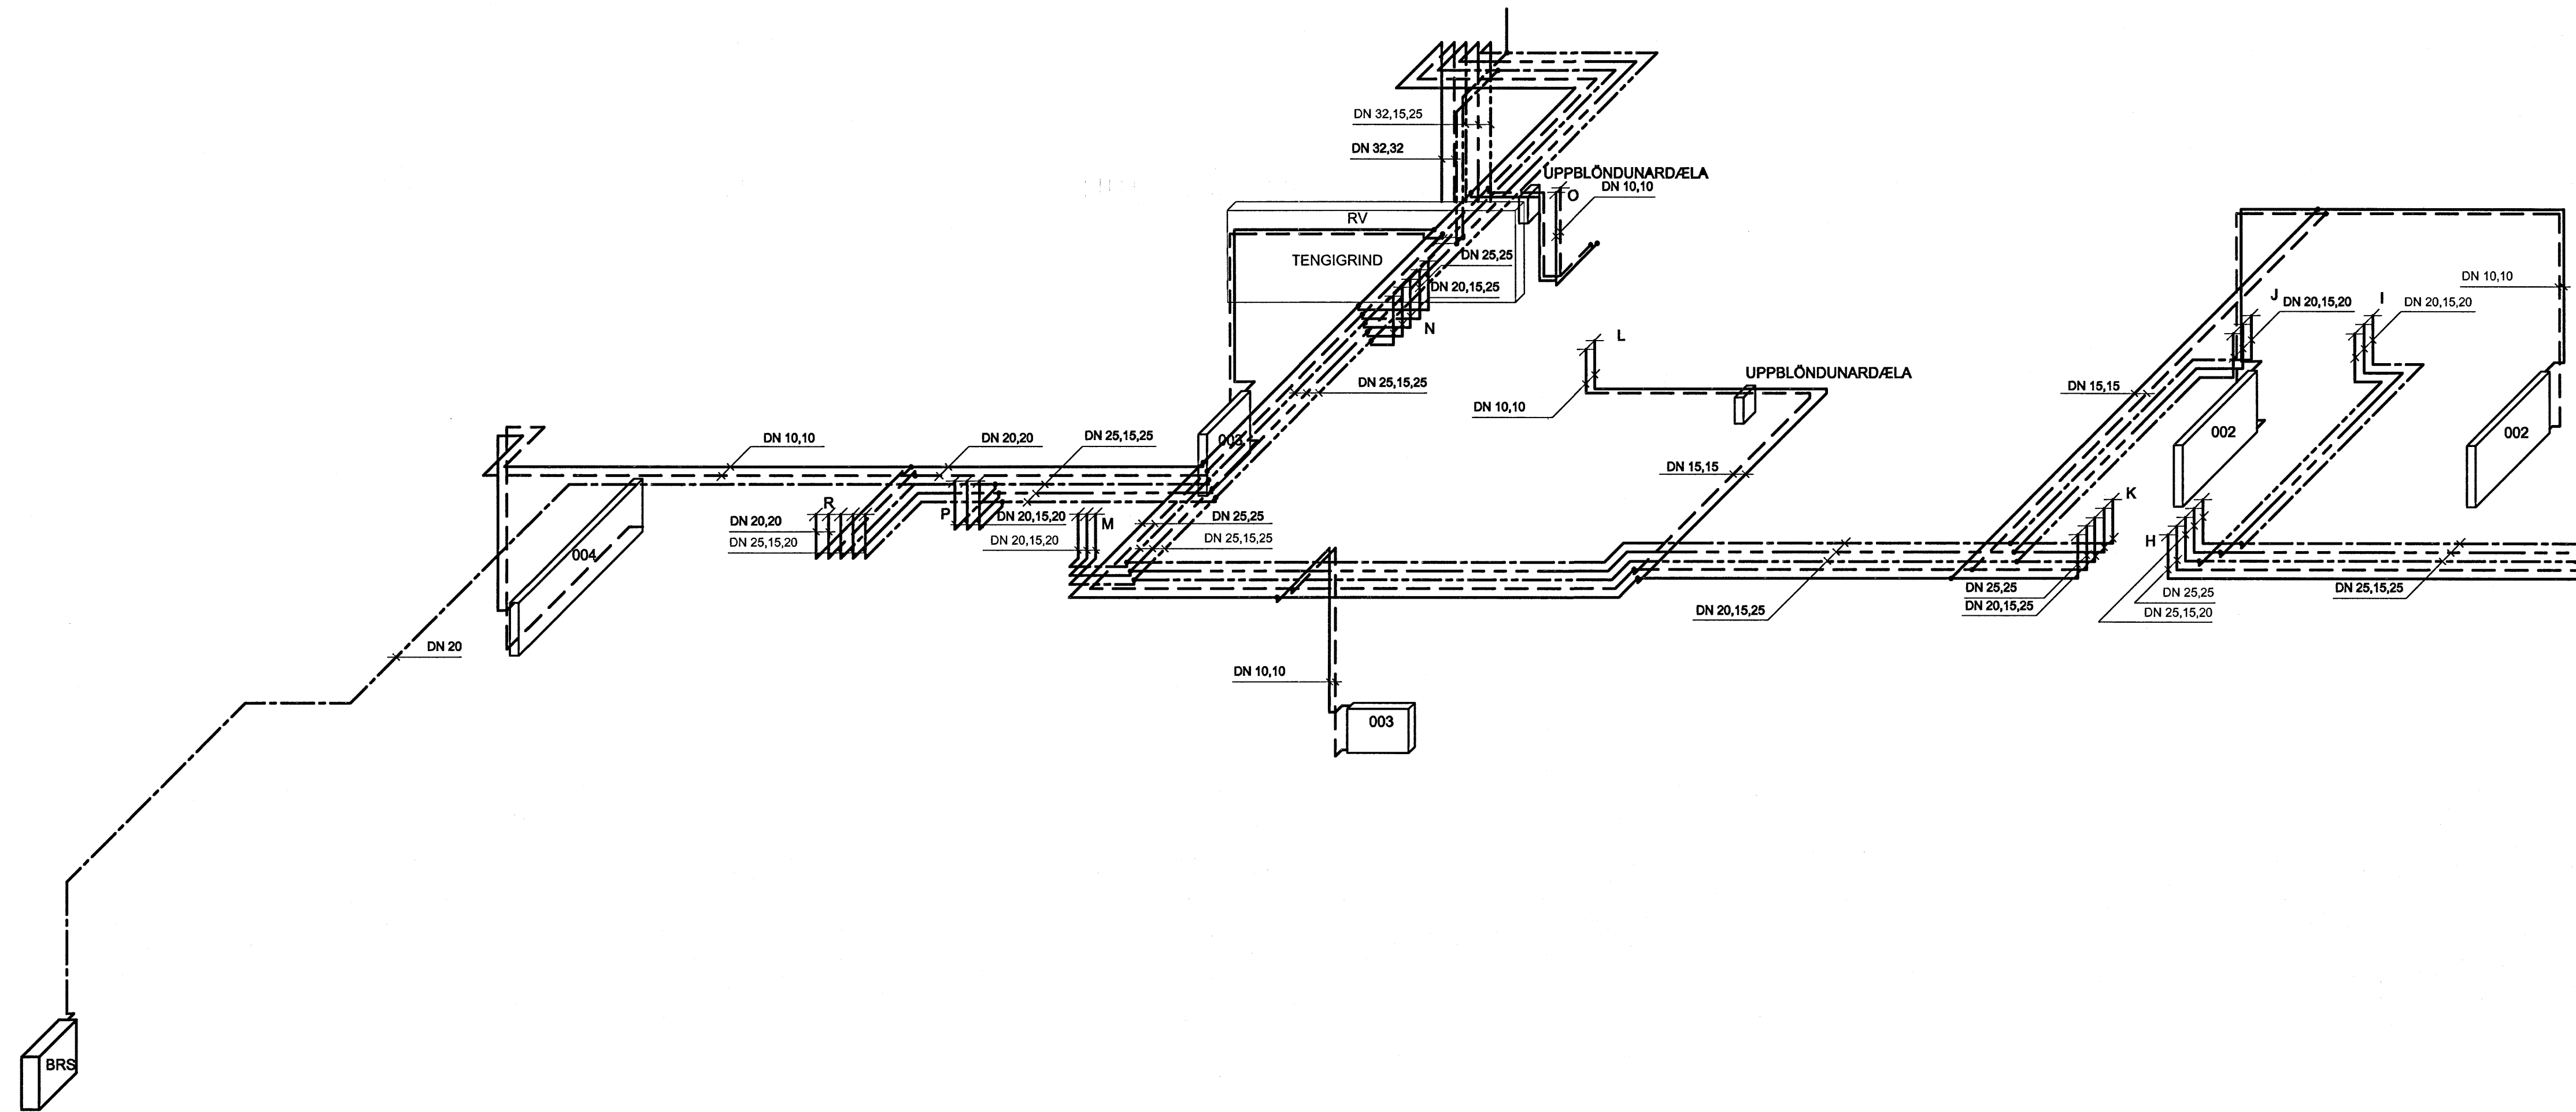 DN 32,15,25
DN 32,32
UPPBLÖNDUNARDÆLA
DN 10,10
O
RV
TENGIGRIND
DN 25,25
DN 20,15,25
N
L
DN 25,15,25
UPPBLÖNDUNARDÆLA
DN 10,10
DN 10,10
J
DN 20,15,20
I
DN 20,15,20
DN 15,15
002
002
DN 10,10
DN 20,20
DN 25,15,25
003
DN 15,15
R
DN 20,20
DN 25,15,20
P
DN 20,15,20
DN 20,15,20
M
DN 25,25
DN 25,15,25
K
H
004
DN 25,25
DN 20,15,25
DN 20,15,25
DN 25,25
DN 25,15,20
DN 25,15,25
DN 20
DN 10,10
003
BRS